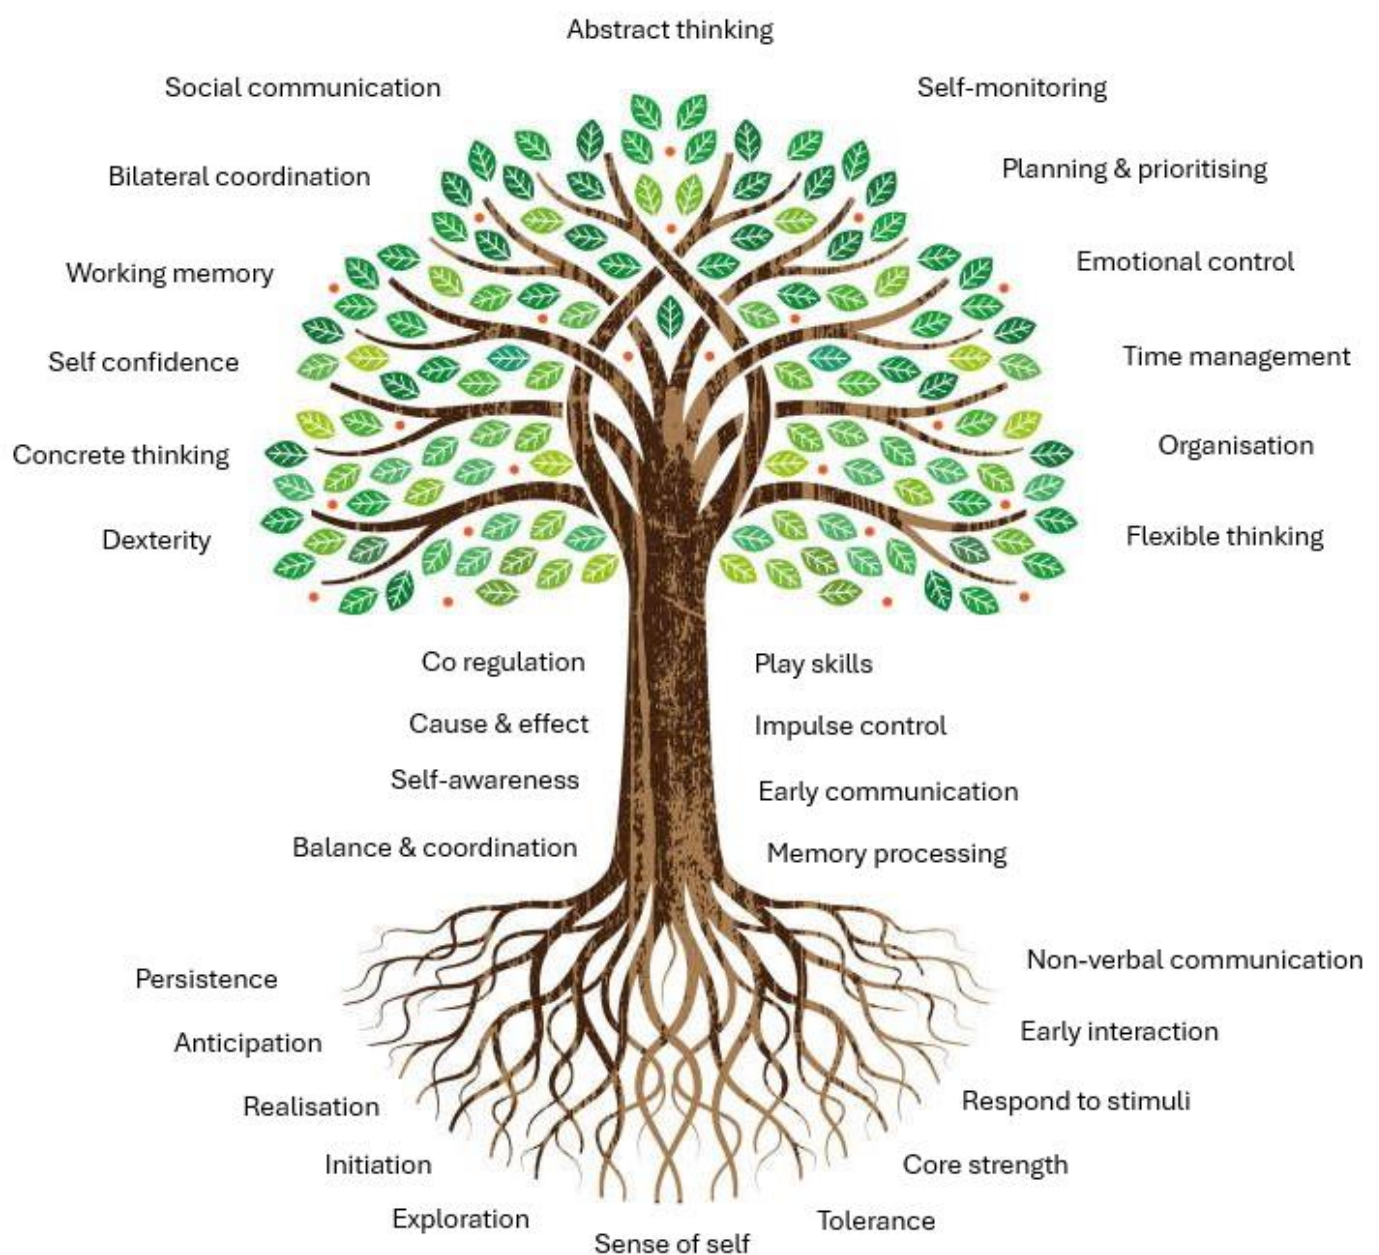 Abstract thinking
Social communication
Self-monitoring
Bilateral coordination
Planning & prioritising
Working memory
Emotional control
Self confidence
Time management
Concrete thinking
Organisation
Dexterity
Flexible thinking
Co regulation
Play skills
Cause & effect
Impulse control
Self-awareness
Early communication
Balance & coordination
Memory processing
Persistence
Non-verbal communication
Anticipation
Early interaction
Realisation
Respond to stimuli
Initiation
Core strength
Exploration
Tolerance
Sense of self